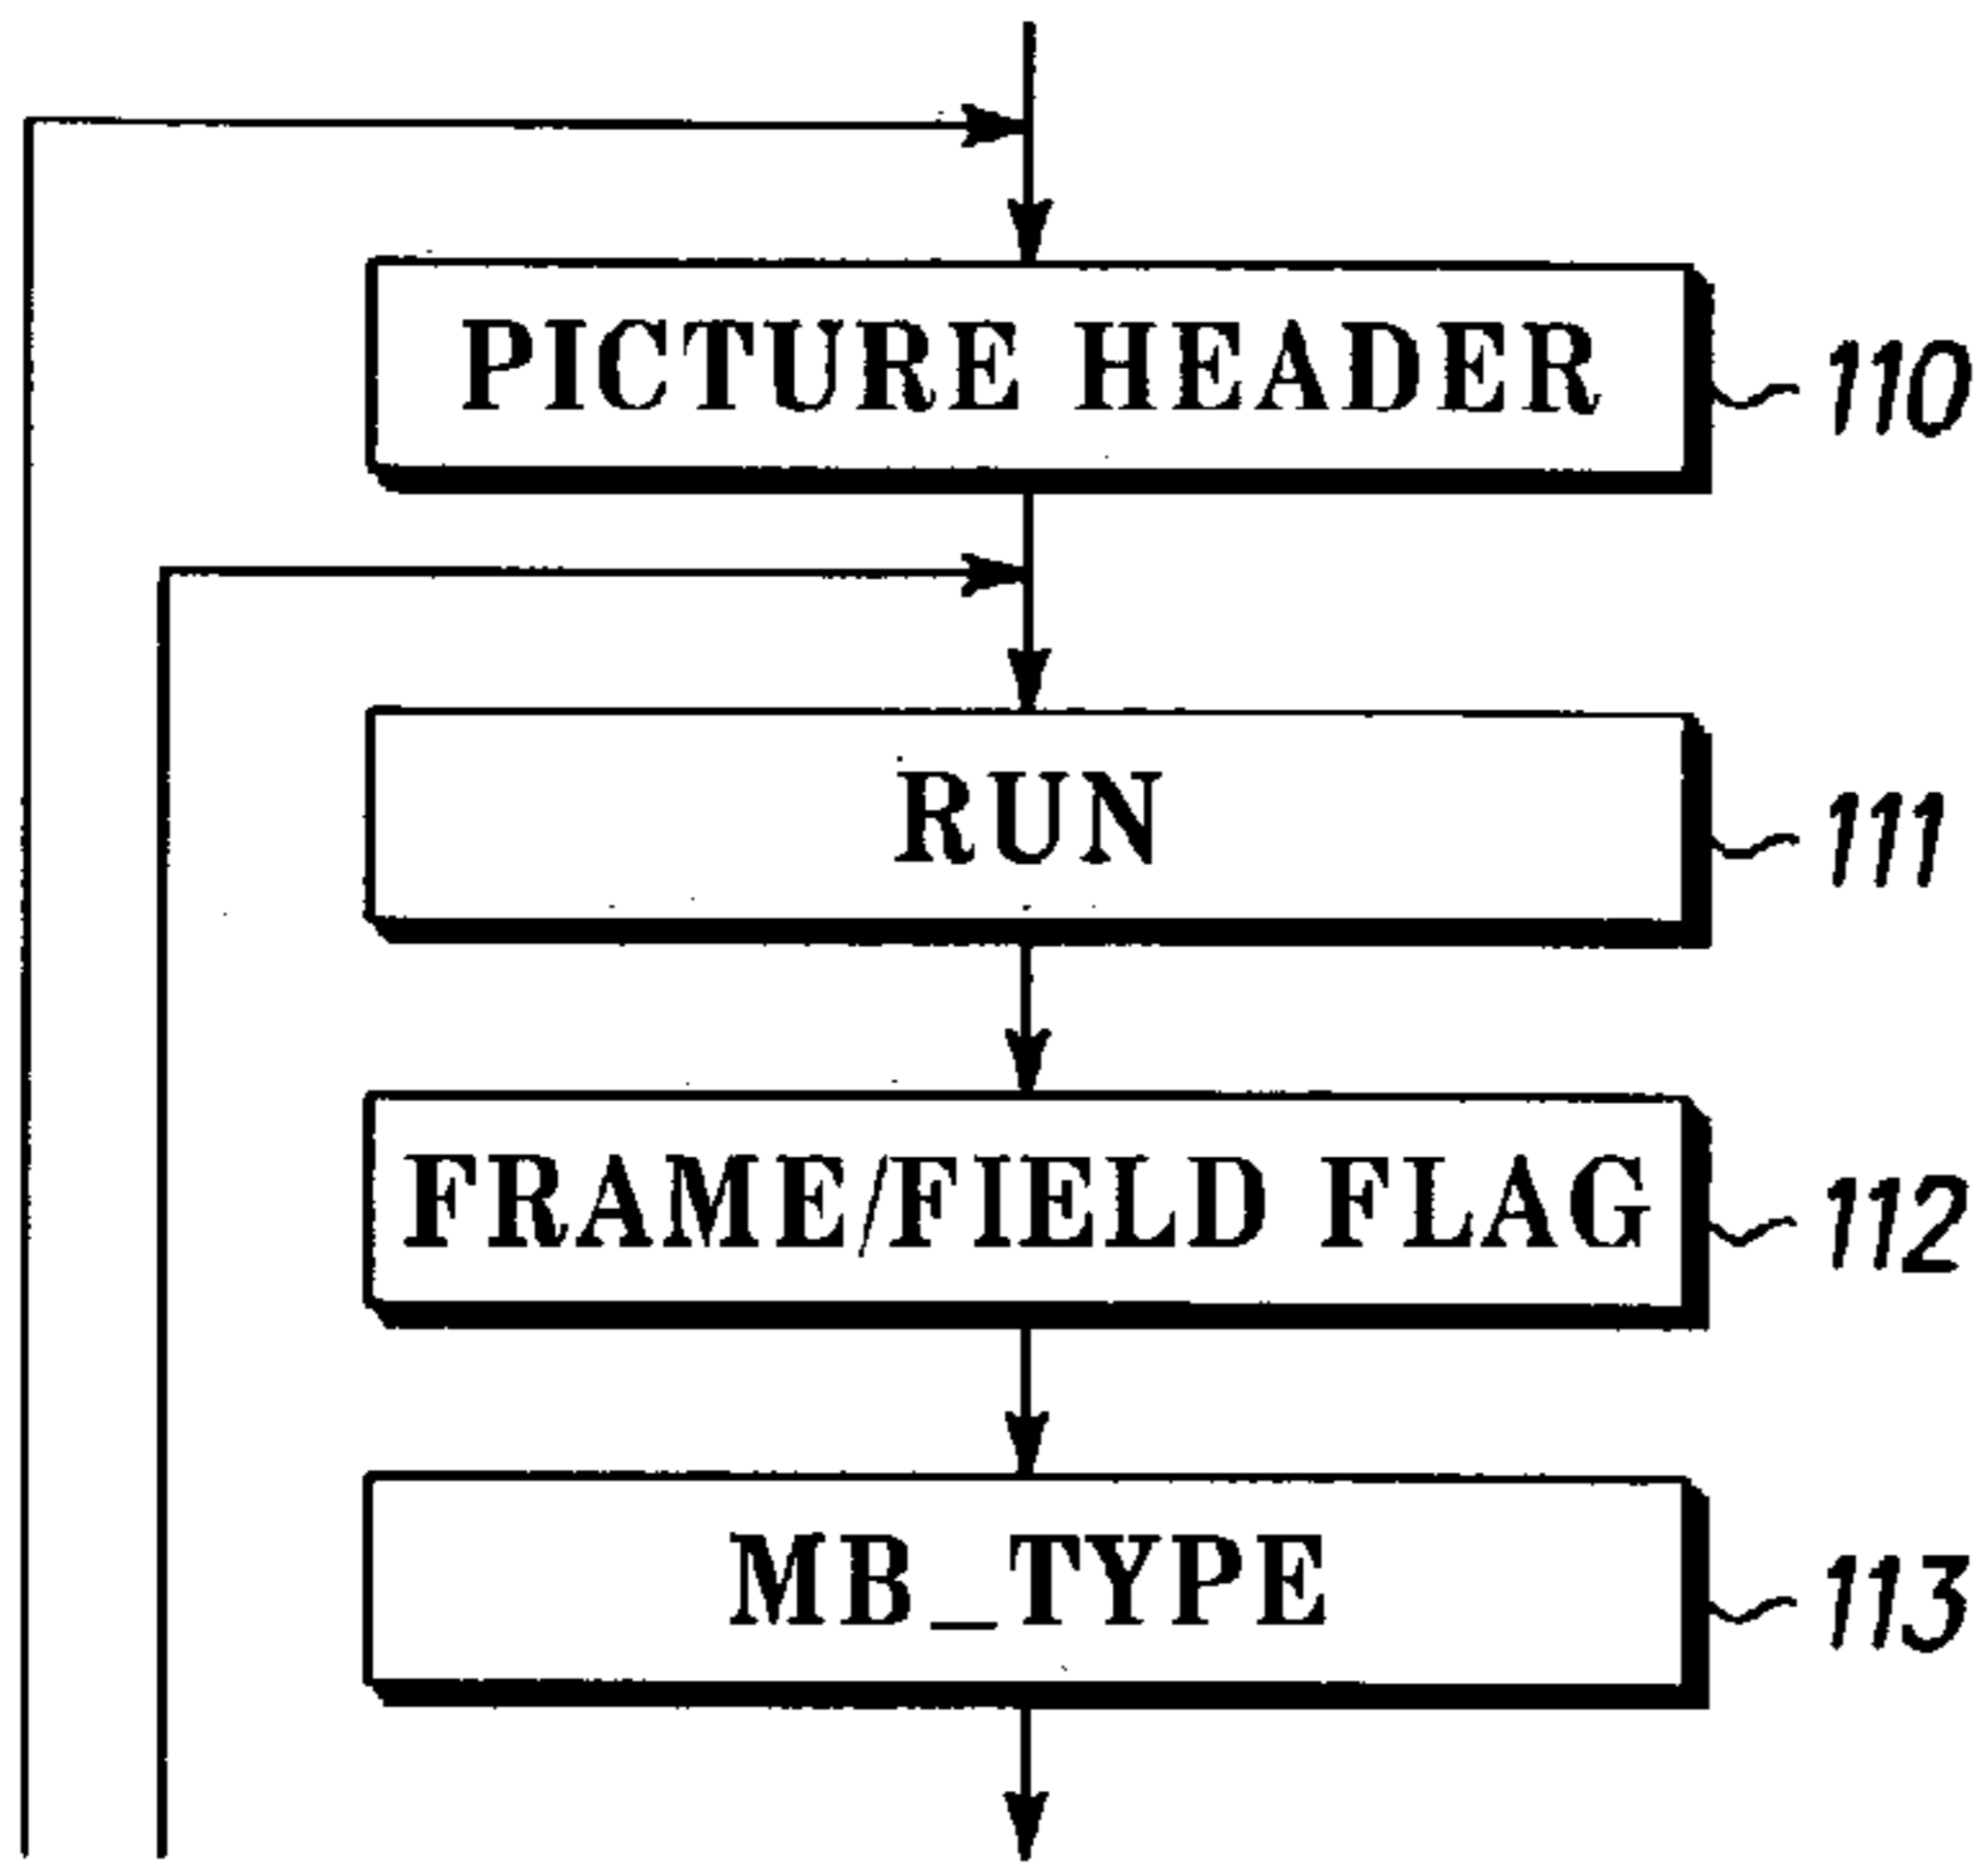 PICTURE HEADER
110
RUN
111
FRAME/FIELD FLAG
112
MB_TYPE
113